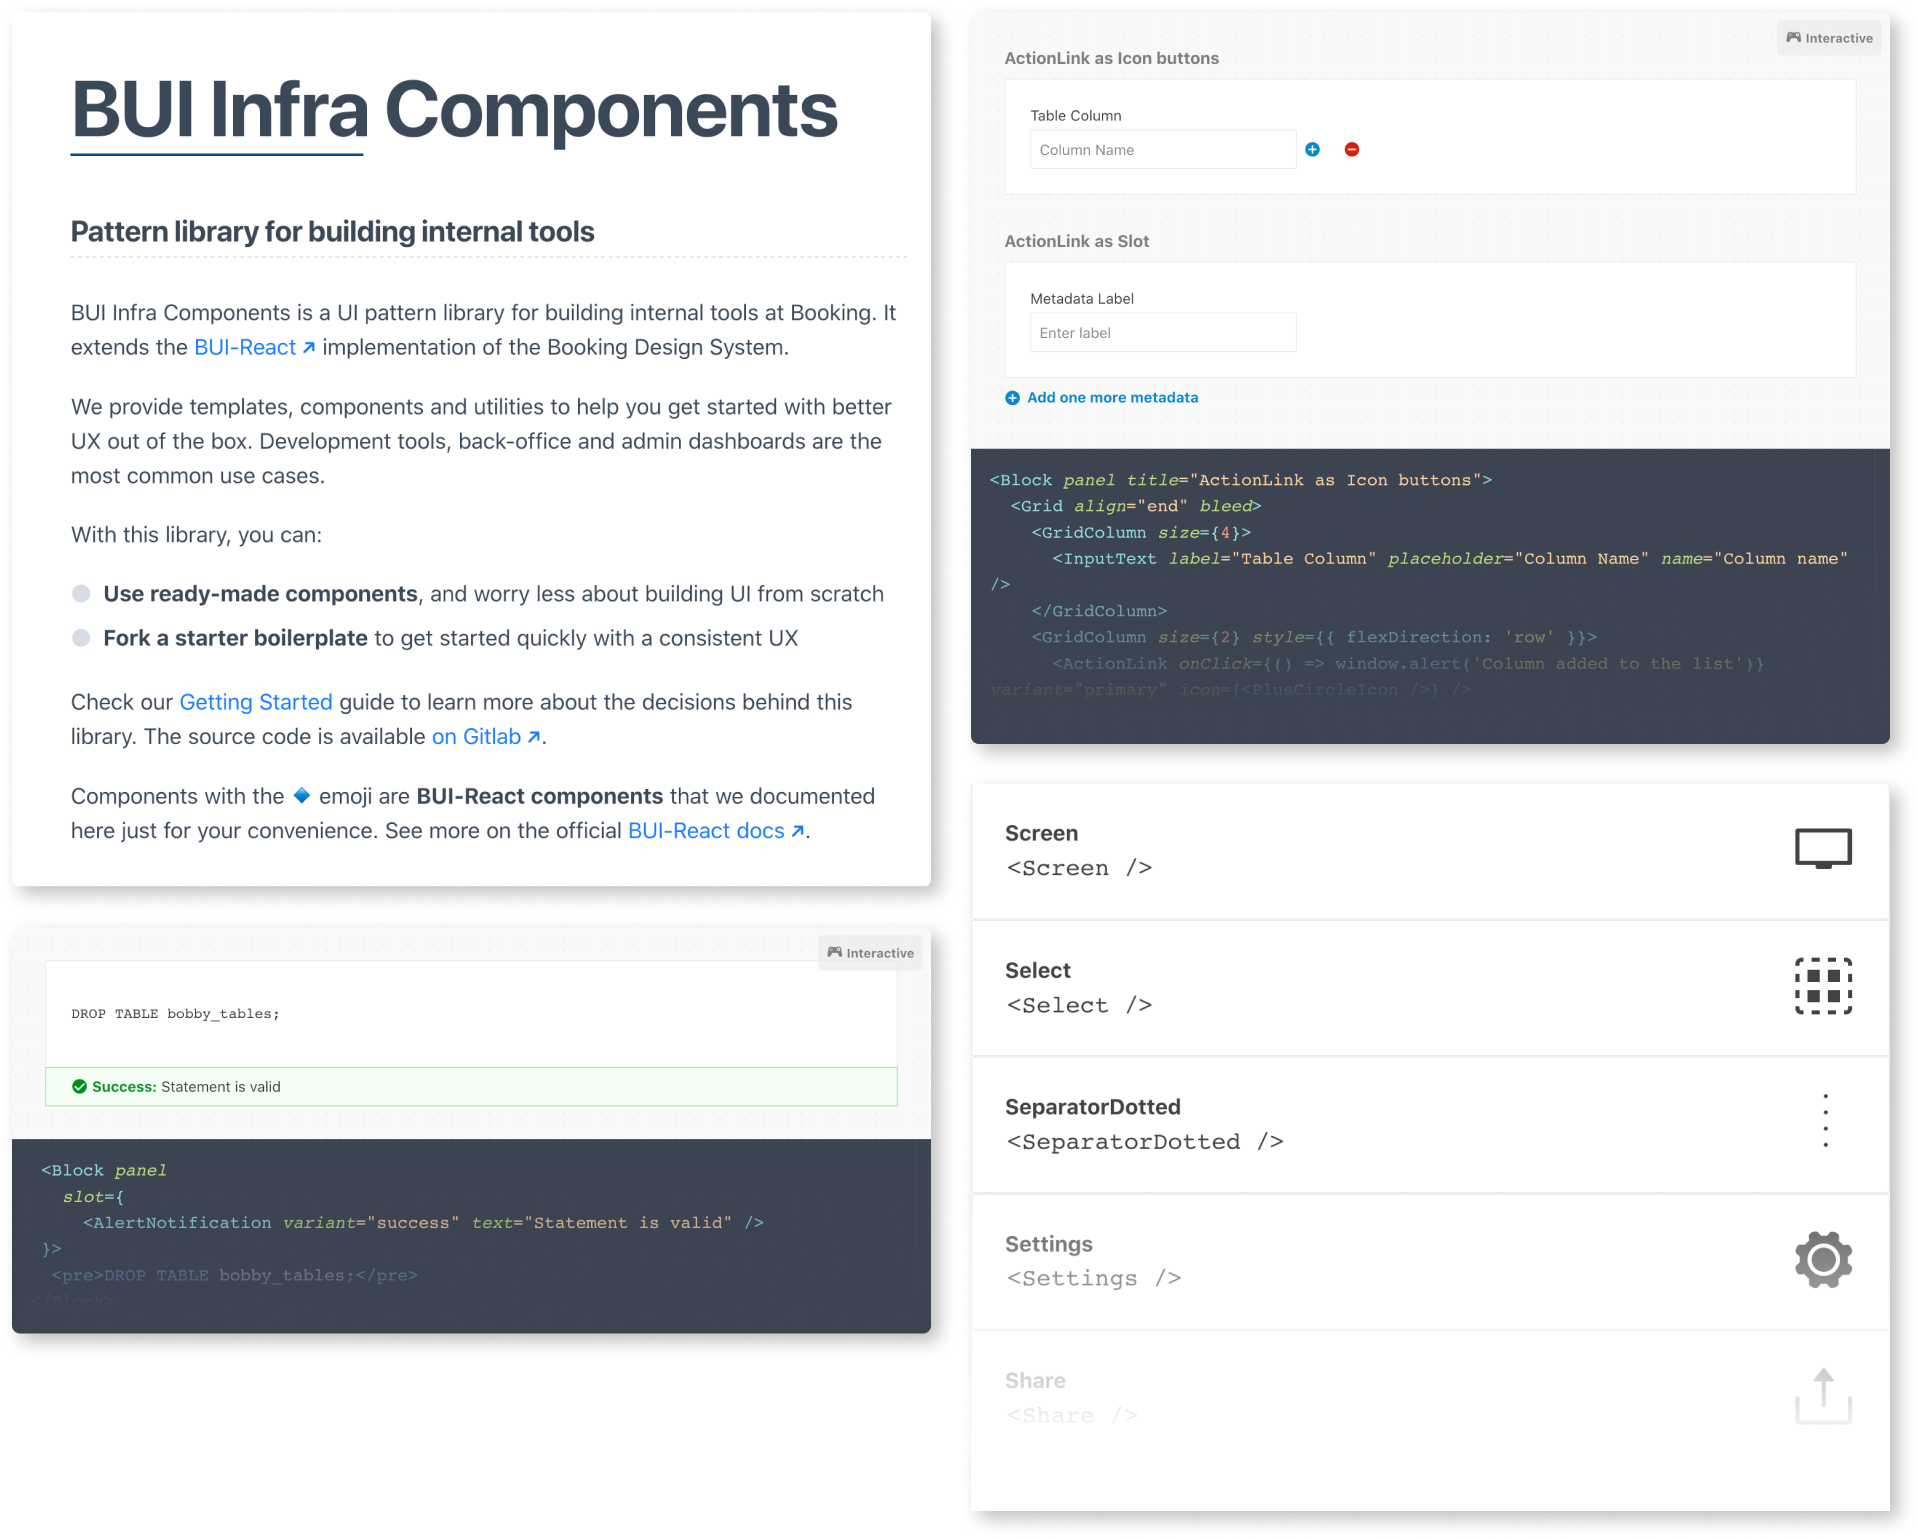 BUI Infra Components
Pattern library for building internal tools
BUI Infra Components is a UI pattern library for building internal tools at Booking. It
extends the BUI-React implementation of the Booking Design System.
We provide templates, components and utilities to help you get started with better
UX out of the box. Development tools, back-office and admin dashboards are the
most common use cases.
With this library, you can:
Use ready-made components, and worry less about building UI from scratch
Fork a starter boilerplate to get started quickly with a consistent UX
Check our Getting Started guide to learn more about the decisions behind this
library. The source code is available on Gitlab.
Components with the 🔷 emoji are BUI-React components that we documented
here just for your convenience. See more on the official BUI-React docs.
Interactive
DROP TABLE bobby_tables;
Success: Statement is valid
<Block panel
slot={
<AlertNotification variant="success" text="Statement is valid" />
}>
<pre>DROP TABLE bobby_tables;</pre>
</Block>
Interactive
ActionLink as Icon buttons
Table Column
Column Name
ActionLink as Slot
Metadata Label
Enter label
Add one more metadata
<Block panel title="ActionLink as Icon buttons">
<Grid align="end" bleed>
<GridColumn size={4}>
<InputText label="Table Column" placeholder="Column Name" name="Column name"
/>
</GridColumn>
<GridColumn size={2} style={{ flexDirection: 'row' }}>
<ActionLink onClick={() => window.alert('Column added to the list')}
variant="primary" icon={<PlusCircleIcon />} />
Screen
<Screen />
Select
<Select />
SeparatorDotted
<SeparatorDotted />
Settings
<Settings />
Share
<Share />